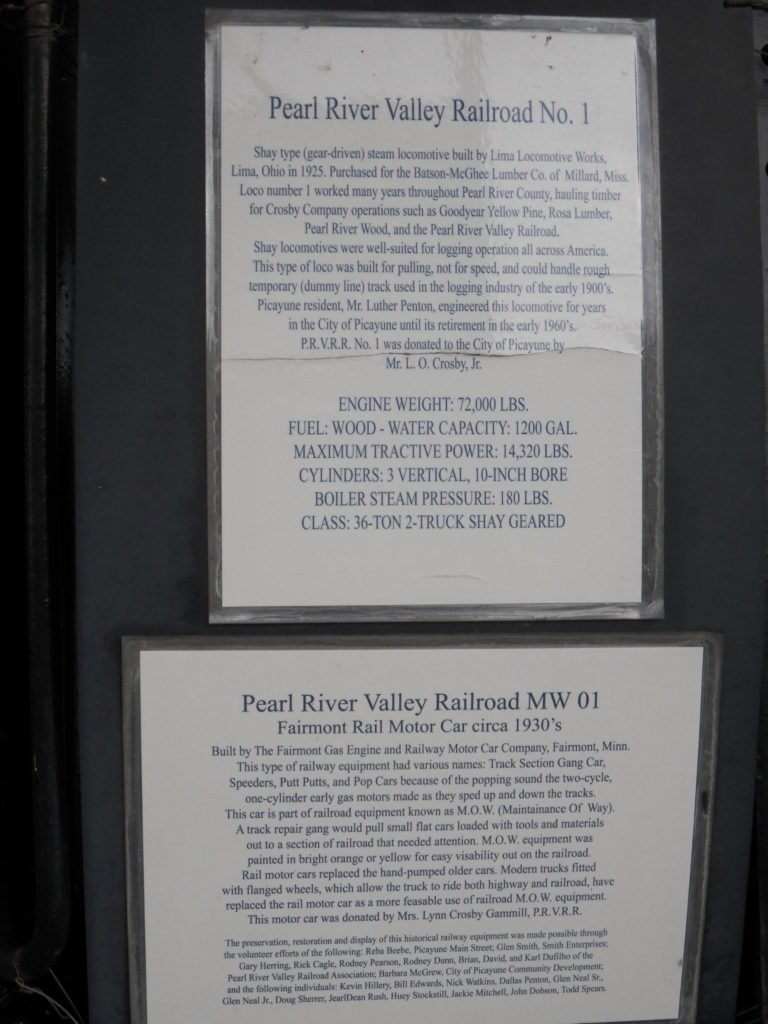 Pearl River Valley Railroad No. 1
Shay type (gear-driven) steam locomotive built by Lima Locomotive Works,
Lima, Ohio in 1925. Purchased for the Batson-McGhee Lumber Co. of Millard, Miss.
Loco number 1 worked many years throughout Pearl River County, hauling timber
for Crosby Company operations such as Goodyear Yellow Pine, Rosa Lumber,
Pearl River Wood, and the Pearl River Valley Railroad.
Shay locomotives were well-suited for logging operation all across America.
This type of loco was built for pulling, not for speed, and could handle rough
temporary (dummy line) track used in the logging industry of the early 1900's.
Picayune resident, Mr. Luther Penton, engineered this locomotive for years
in the City of Picayune until its retirement in the early 1960's.
P.R.V.R.R. No. 1 was donated to the City of Picayune by
Mr. L. O. Crosby, Jr.
ENGINE WEIGHT: 72,000 LBS.
FUEL: WOOD - WATER CAPACITY: 1200 GAL.
MAXIMUM TRACTIVE POWER: 14,320 LBS.
CYLINDERS: 3 VERTICAL, 10-INCH BORE
BOILER STEAM PRESSURE: 180 LBS.
CLASS: 36-TON 2-TRUCK SHAY GEARED
Pearl River Valley Railroad MW 01
Fairmont Rail Motor Car circa 1930's
Built by The Fairmont Gas Engine and Railway Motor Car Company, Fairmont, Minn.
This type of railway equipment had various names: Track Section Gang Car,
Speeders, Putt Putts, and Pop Cars because of the popping sound the two-cycle,
one-cylinder early gas motors made as they sped up and down the tracks.
This car is part of railroad equipment known as M.O.W. (Maintainance Of Way).
A track repair gang would pull small flat cars loaded with tools and materials
out to a section of railroad that needed attention. M.O.W. equipment was
painted in bright orange or yellow for easy visability out on the railroad.
Rail motor cars replaced the hand-pumped older cars. Modern trucks fitted
with flanged wheels, which allow the truck to ride both highway and railroad, have
replaced the rail motor car as a more feasable use of railroad M.O.W. equipment.
This motor car was donated by Mrs. Lynn Crosby Gammill, P.R.V.R.R.
The preservation, restoration and display of this historical railway equipment was made possible through
the volunteer efforts of the following: Reba Beebe, Picayune Main Street; Glen Smith, Smith Enterprises;
Gary Herring, Rick Cagle, Rodney Pearson, Rodney Dunn, Brian, David, and Karl Dufilho of the
Pearl River Valley Railroad Association; Barbara McGrew, City of Picayune Community Development;
and the following individuals: Kevin Hillery, Bill Edwards, Nick Watkins, Dallas Penton, Glen Neal Sr.,
Glen Neal Jr., Doug Sherrer, JearlDean Rush, Huey Stockstill, Jackie Mitchell, John Dobson, Todd Spears.